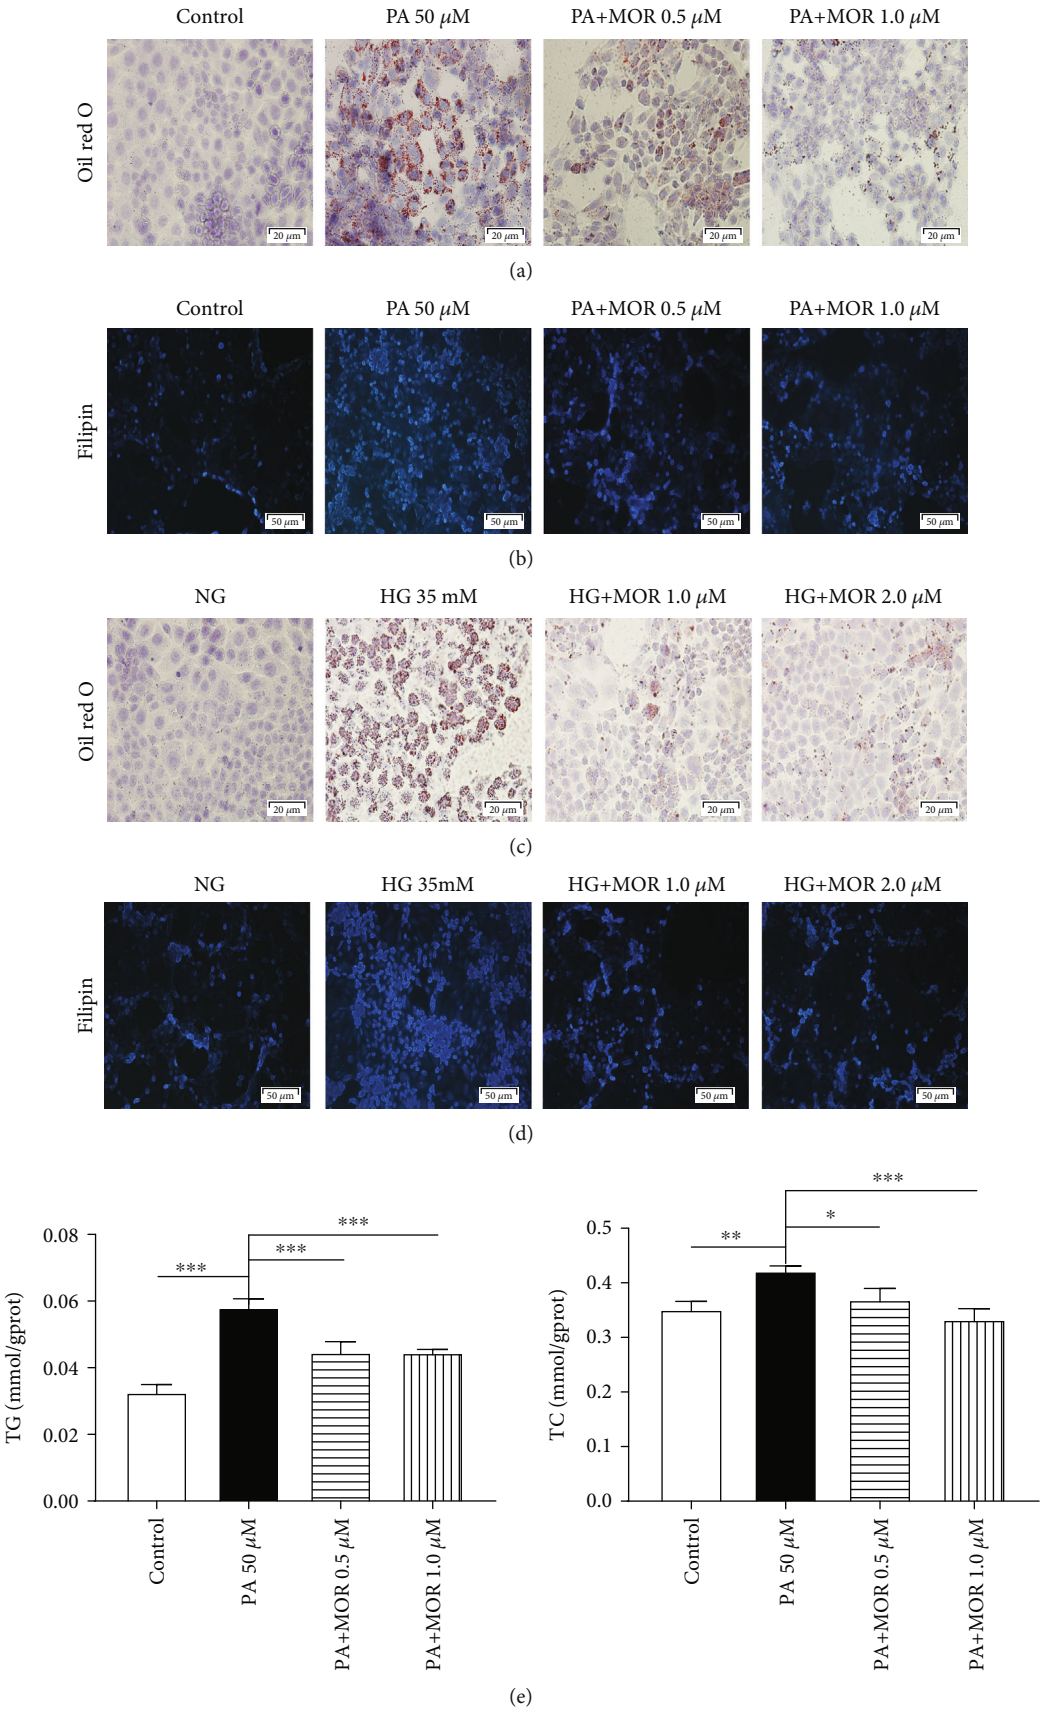 Control PA 50 μM PA+MOR 0.5 μM PA+MOR 1.0 μM
Oil red O
20 μm 20 μm 20 μm 20 μm
(a)
Control PA 50 μM PA+MOR 0.5 μM PA+MOR 1.0 μM
Filipin
50 μm 50 μm 50 μm 50 μm
(b)
NG HG 35 mM HG+MOR 1.0 μM HG+MOR 2.0 μM
Oil red O
20 μm 20 μm 20 μm 20 μm
(c)
NG HG 35mM HG+MOR 1.0 μM HG+MOR 2.0 μM
Filipin
50 μm 50 μm 50 μm 50 μm
(d)
TG (mmol/gprot)
0.08
0.06
0.04
0.02
0.00
***
***
***
Control
PA 50 μM
PA+MOR 0.5 μM
PA+MOR 1.0 μM
TC (mmol/gprot)
0.5
0.4
0.3
0.2
0.1
0.0
***
*
**
Control
PA 50 μM
PA+MOR 0.5 μM
PA+MOR 1.0 μM
(e)